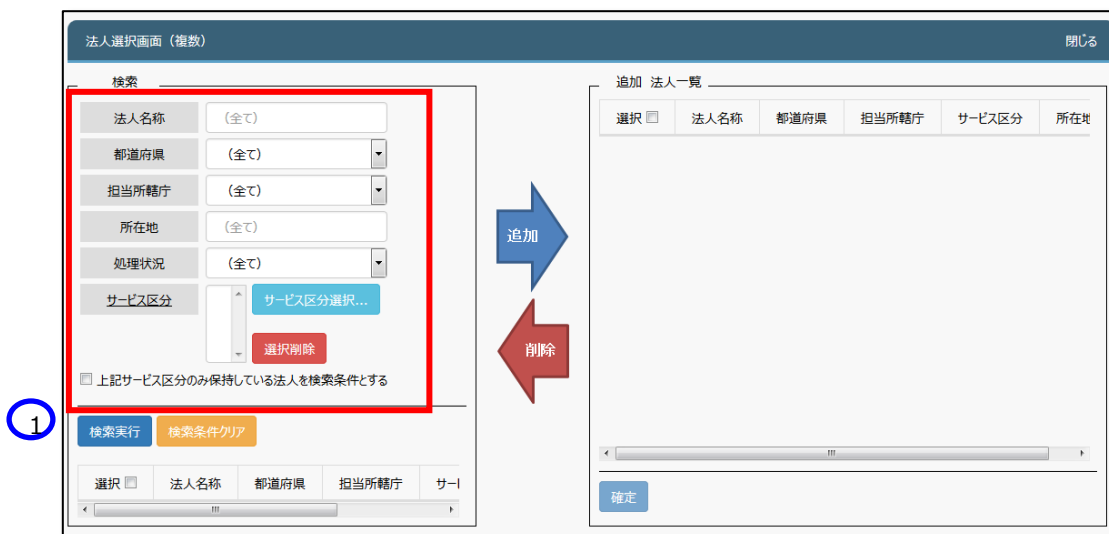 法人選択画面（複数）
閉じる
検索
法人名称 （全て）
都道府県 （全て）
担当所轄庁 （全て）
所在地 （全て）
処理状況 （全て）
サービス区分 サービス区分選択...
選択削除
上記サービス区分のみ保持している法人を検索条件とする
1
検索実行 検索条件クリア
選択 法人名称 都道府県 担当所轄庁 サー
追加
削除
追加 法人一覧
選択 法人名称 都道府県 担当所轄庁 サービス区分 所在地
確定